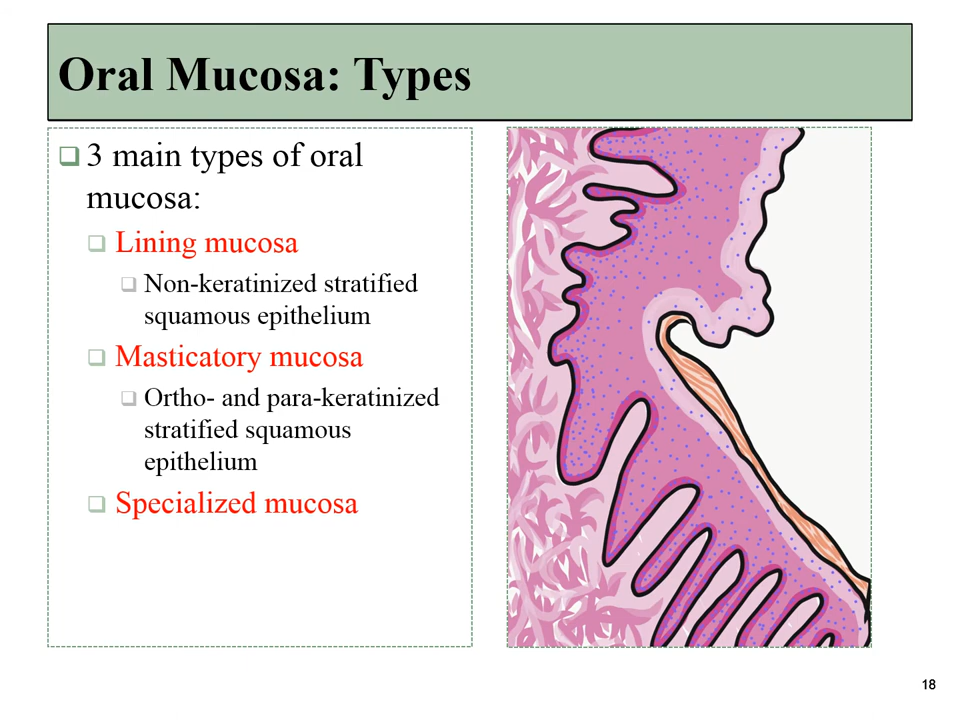 Oral Mucosa: Types
3 main types of oral
mucosa:
Lining mucosa
Non-keratinized stratified
squamous epithelium
Masticatory mucosa
Ortho- and para-keratinized
stratified squamous
epithelium
Specialized mucosa
18